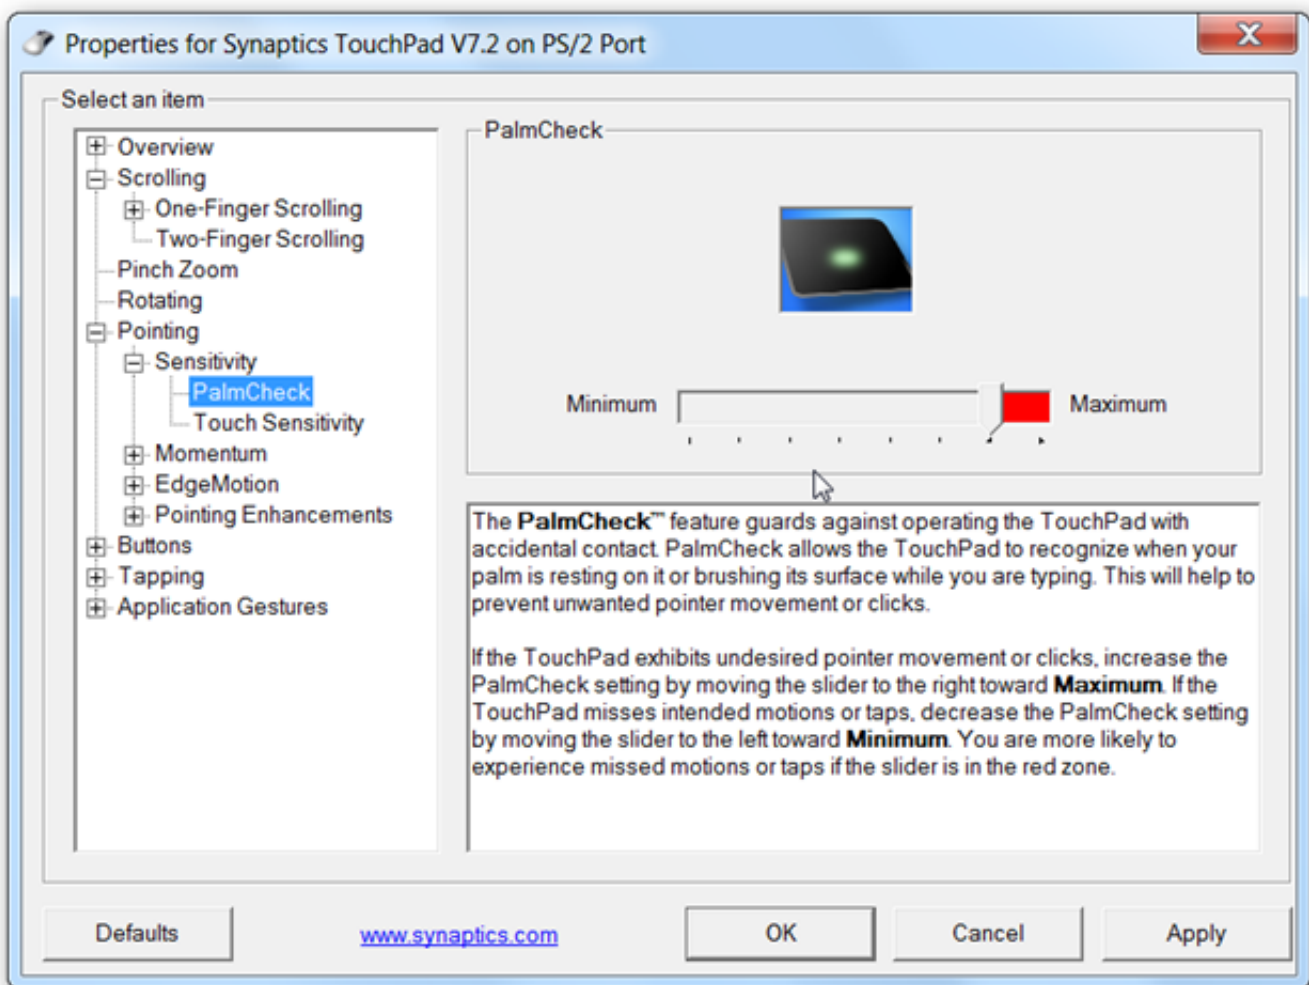 Properties for Synaptics TouchPad V7.2 on PS/2 Port
Select an item
Overview
Scrolling
One-Finger Scrolling
Two-Finger Scrolling
Pinch Zoom
Rotating
Pointing
Sensitivity
PalmCheck
Touch Sensitivity
Momentum
EdgeMotion
Pointing Enhancements
Buttons
Tapping
Application Gestures
PalmCheck
Minimum
Maximum
The PalmCheck™ feature guards against operating the TouchPad with
accidental contact. PalmCheck allows the TouchPad to recognize when your
palm is resting on it or brushing its surface while you are typing. This will help to
prevent unwanted pointer movement or clicks.
If the TouchPad exhibits undesired pointer movement or clicks, increase the
PalmCheck setting by moving the slider to the right toward Maximum. If the
TouchPad misses intended motions or taps, decrease the PalmCheck setting
by moving the slider to the left toward Minimum. You are more likely to
experience missed motions or taps if the slider is in the red zone.
Defaults
www.synaptics.com
OK
Cancel
Apply